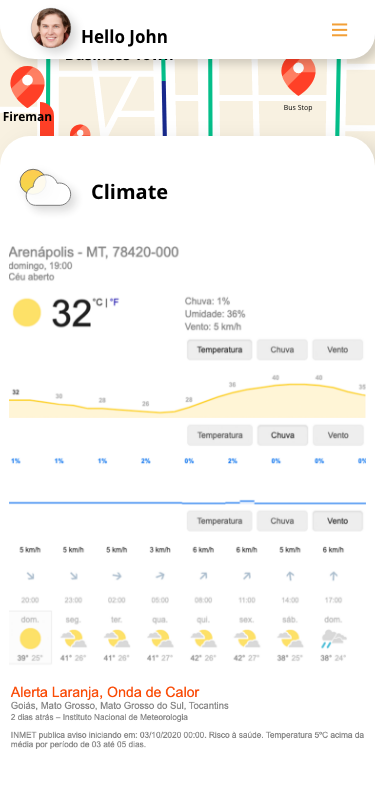 Hello John
Business Town
Fireman
Bus Stop
Climate
Arenápolis - MT, 78420-000
domingo, 19:00
Céu aberto
32 °C | °F
Chuva: 1%
Umidade: 36%
Vento: 5 km/h
Temperatura Chuva Vento
32 30 28 28 28 36 40 40 35
Temperatura Chuva Vento
1% 1% 1% 2% 0% 2% 0% 0% 0%
Temperatura Chuva Vento
5 km/h 5 km/h 5 km/h 3 km/h 6 km/h 6 km/h 5 km/h 6 km/h
20:00 23:00 02:00 05:00 08:00 11:00 14:00 17:00
dom. seg. ter. qua. qui. sex. sáb. dom.
39° 25° 41° 26° 41° 26° 41° 27° 42° 26° 42° 27° 38° 25° 38° 24°
Alerta Laranja, Onda de Calor
Goiás, Mato Grosso, Mato Grosso do Sul, Tocantins
2 dias atrás – Instituto Nacional de Meteorologia
INMET publica aviso iniciando em: 03/10/2020 00:00. Risco à saúde. Temperatura 5ºC acima da
média por período de 03 até 05 dias.